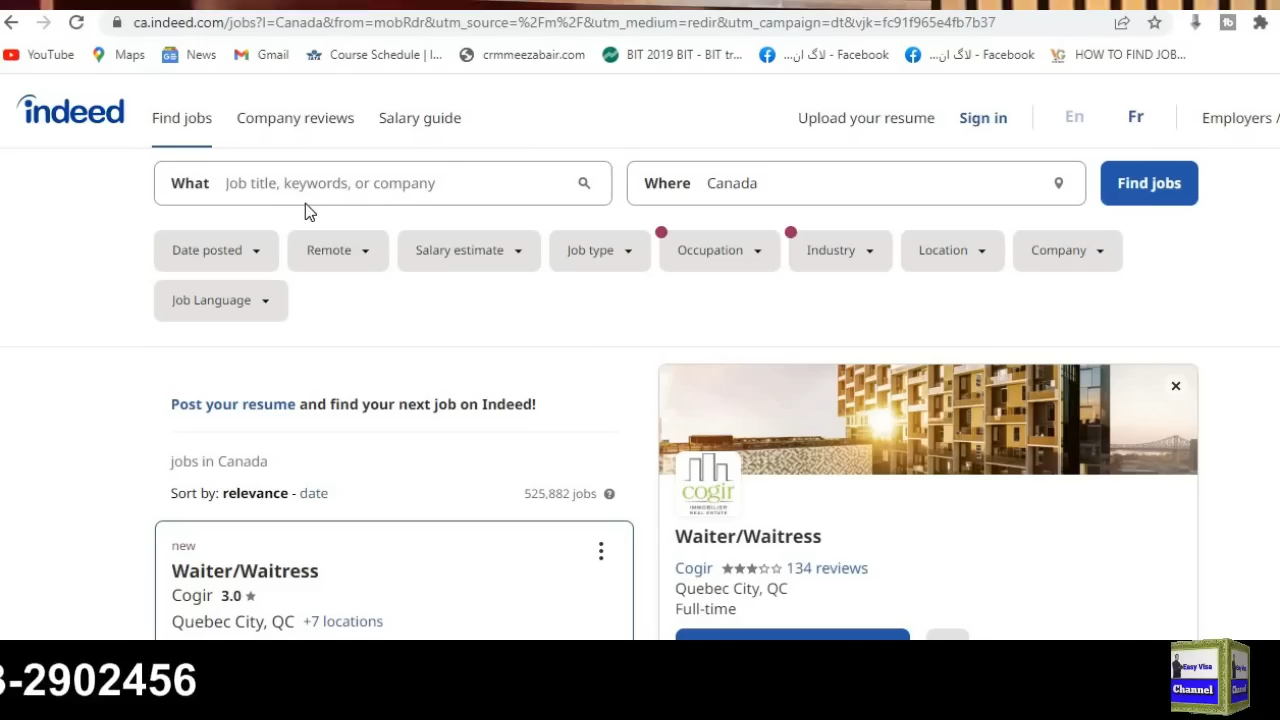 ca.indeed.com/jobs?l=Canada&from=mobRdr&utm_source=%2Fm%2F&utm_medium=redir&utm_campaign=dt&vjk=fc91f965e4fb7b37
YouTube Maps News Gmail Course Schedule | I... crmmeezabair.com BIT 2019 BIT - BIT tr... لاگ ان... - Facebook لاگ ان... - Facebook HOW TO FIND JOB...
indeed Find jobs Company reviews Salary guide Upload your resume Sign in En Fr Employers /
What Job title, keywords, or company Where Canada Find jobs
Date posted Remote Salary estimate Job type Occupation Industry Location Company
Job Language
Post your resume and find your next job on Indeed!
jobs in Canada
Sort by: relevance - date 525,882 jobs
new
Waiter/Waitress
Cogir 3.0
Quebec City, QC +7 locations
cogir
IMMOBILIER
REAL ESTATE
Waiter/Waitress
Cogir 134 reviews
Quebec City, QC
Full-time
3-2902456
Easy Visa
Channel